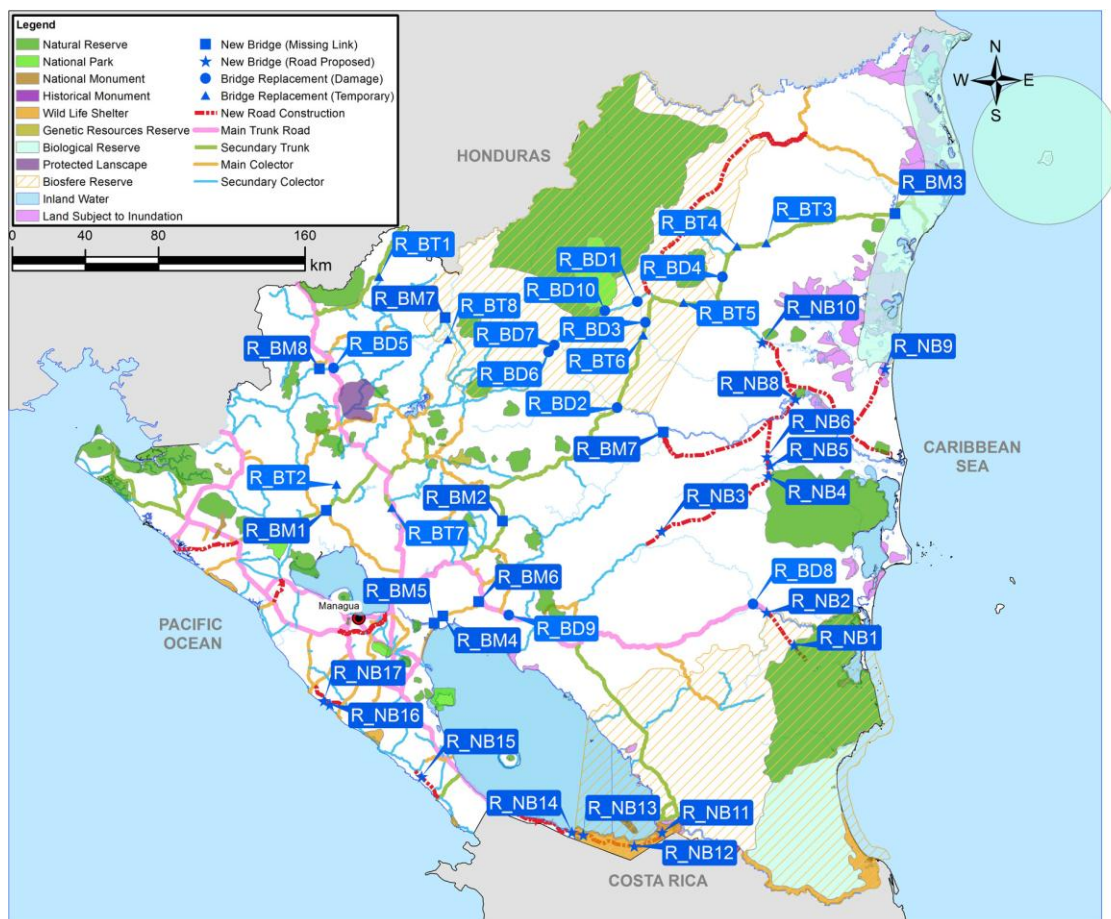 Legend
Natural Reserve
National Park
National Monument
Historical Monument
Wild Life Shelter
Genetic Resources Reserve
Biological Reserve
Protected Lanscape
Biosfere Reserve
Inland Water
Land Subject to Inundation
New Bridge (Missing Link)
New Bridge (Road Proposed)
Bridge Replacement (Damage)
Bridge Replacement (Temporary)
New Road Construction
Main Trunk Road
Secundary Trunk
Main Colector
Secundary Colector
0 40 80 160
km
N
W E
S
HONDURAS
R_BM3
R_BT3
R_BT4
R_BT1
R_BD1
R_BD4
R_BD10
R_BM7
R_BT8
R_NB10
R_BT5
R_BD3
R_BD7
R_NB9
R_BM8
R_BD5
R_BT6
R_BD6
R_NB8
R_BD2
R_NB6
R_BM7
CARIBBEAN
SEA
R_NB5
R_BT2
R_NB4
R_BM2
R_NB3
R_BM1
R_BT7
R_BD8
R_BM6
R_BM5
R_NB2
Managua
PACIFIC
OCEAN
R_BM4
R_BD9
R_NB1
R_NB17
R_NB16
R_NB15
R_NB14
R_NB13
R_NB11
R_NB12
COSTA RICA